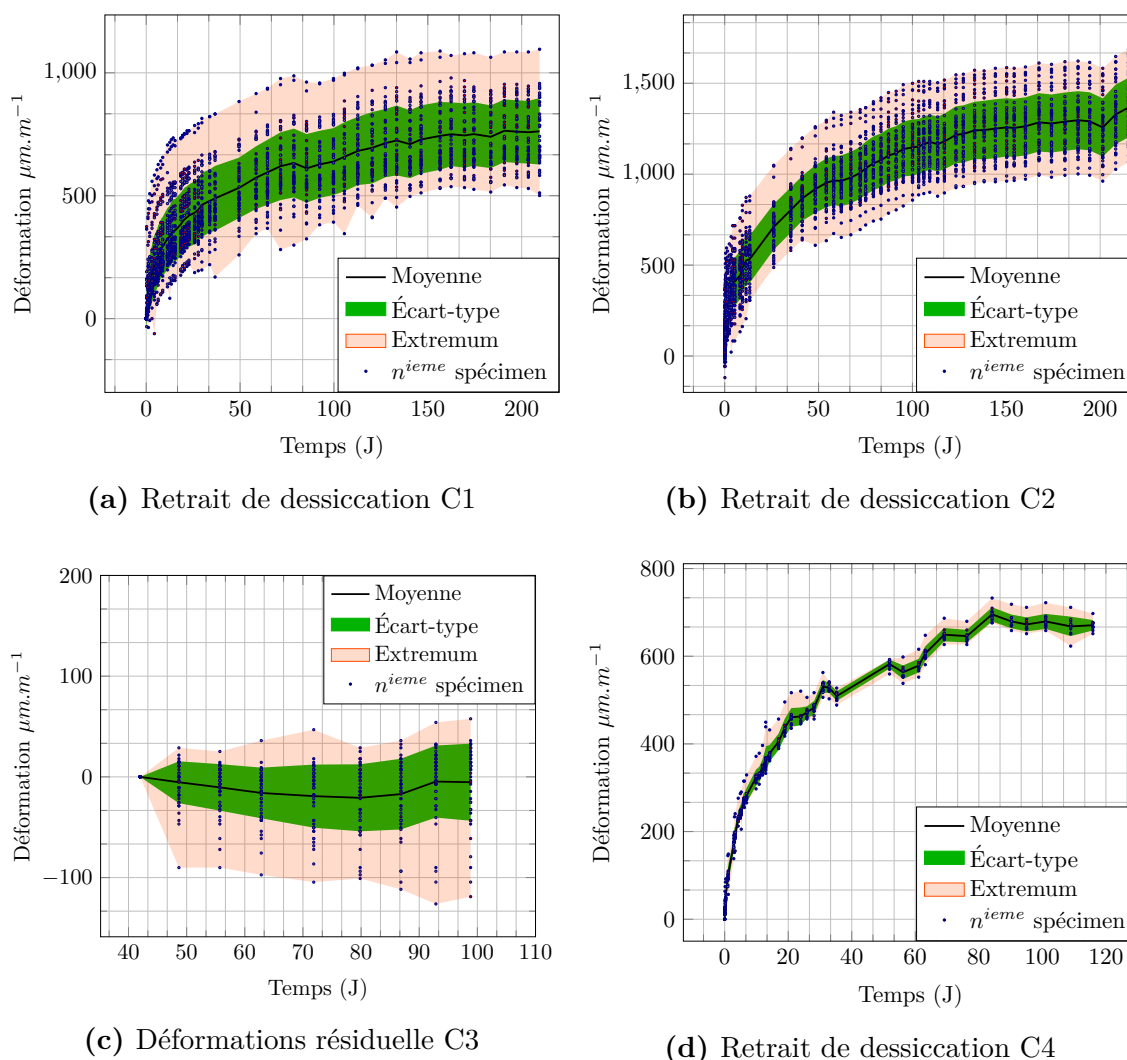 1,000
500
0
Déformation μm.m⁻¹
0 50 100 150 200
Temps (J)
Moyenne
Écart-type
Extremum
nⁱᵉᵐᵉ spécimen
(a) Retrait de dessiccation C1
1,500
1,000
500
0
Déformation μm.m⁻¹
0 50 100 150 200
Temps (J)
Moyenne
Écart-type
Extremum
nⁱᵉᵐᵉ spécimen
(b) Retrait de dessiccation C2
200
100
0
−100
Déformation μm.m⁻¹
40 50 60 70 80 90 100 110
Temps (J)
Moyenne
Écart-type
Extremum
nⁱᵉᵐᵉ spécimen
(c) Déformations résiduelle C3
800
600
400
200
0
Déformation μm.m⁻¹
0 20 40 60 80 100 120
Temps (J)
Moyenne
Écart-type
Extremum
nⁱᵉᵐᵉ spécimen
(d) Retrait de dessiccation C4